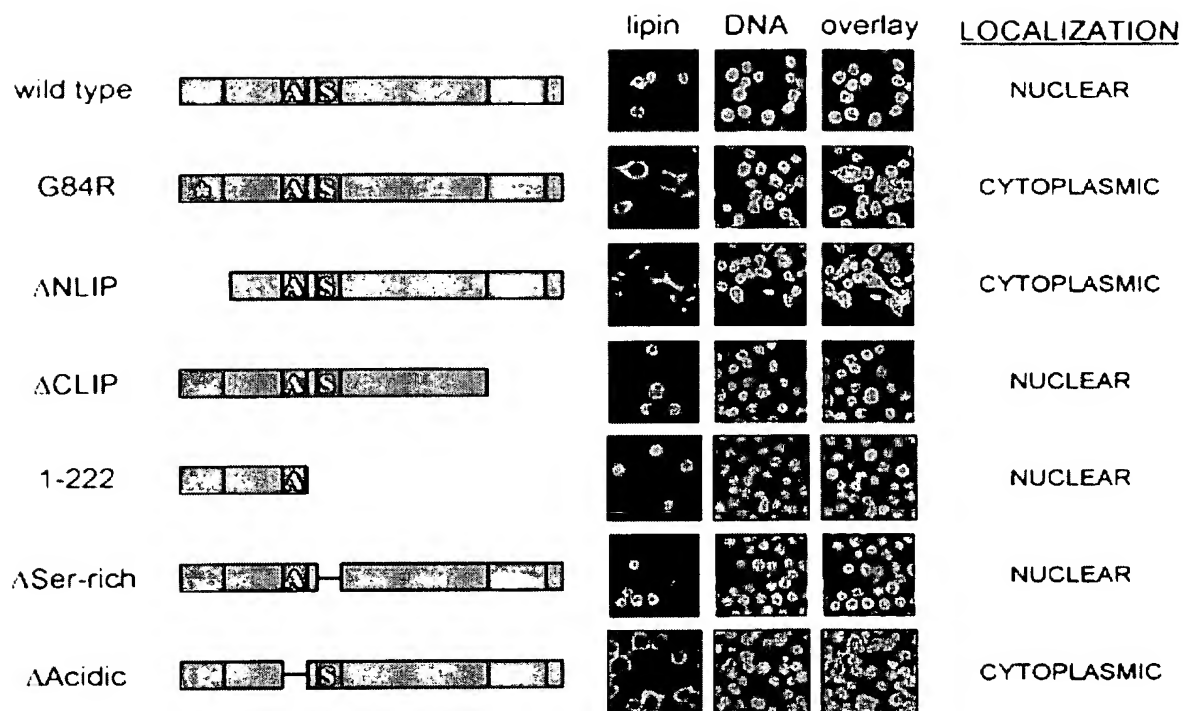 lipin DNA overlay LOCALIZATION
wild type A S NUCLEAR
G84R A S CYTOPLASMIC
ΔNLIP A S CYTOPLASMIC
ΔCLIP A S NUCLEAR
1-222 A NUCLEAR
ΔSer-rich A NUCLEAR
ΔAcidic S CYTOPLASMIC